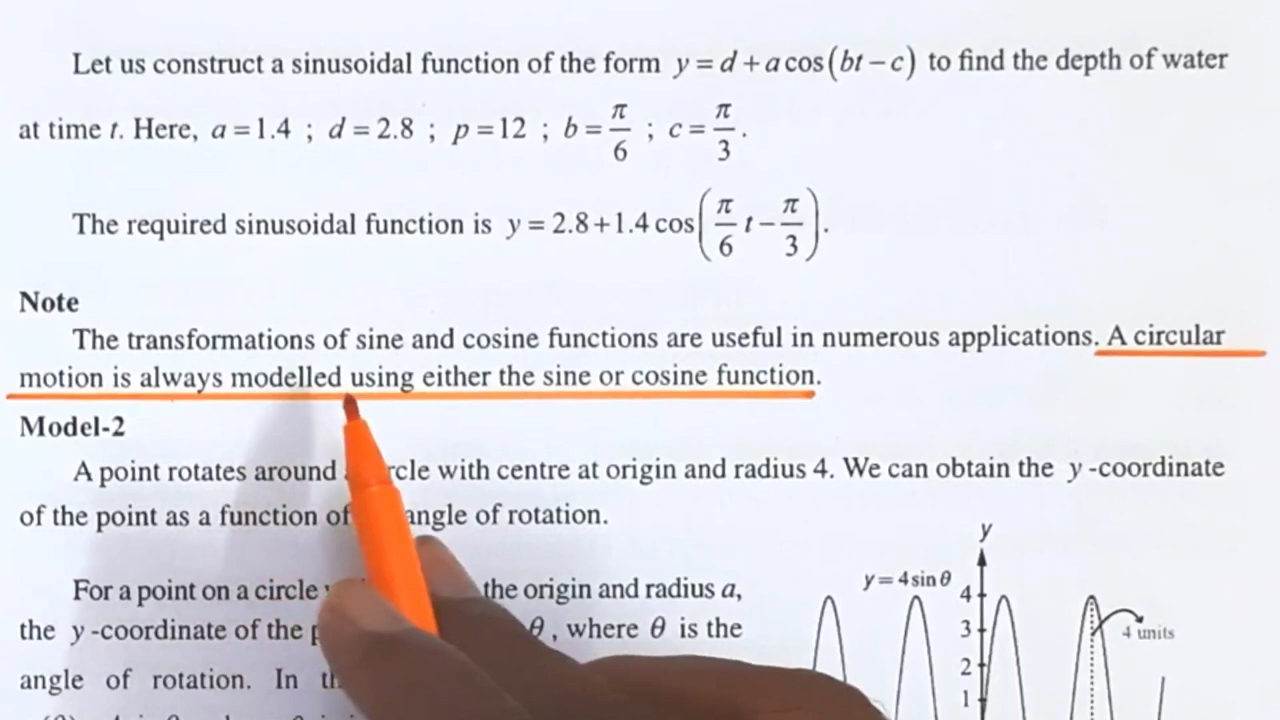 Let us construct a sinusoidal function of the form y = d + a cos(bt − c) to find the depth of water
at time t. Here, a = 1.4 ; d = 2.8 ; p = 12 ; b = π/6 ; c = π/3 .
The required sinusoidal function is y = 2.8 + 1.4 cos(π/6 t − π/3).
Note
The transformations of sine and cosine functions are useful in numerous applications. A circular
motion is always modelled using either the sine or cosine function.
Model-2
A point rotates around circle with centre at origin and radius 4. We can obtain the y -coordinate
of the point as a function of angle of rotation.
For a point on a circle the origin and radius a,
the y -coordinate of the θ , where θ is the
angle of rotation. In
y
y = 4 sin θ
4
3
4 units
2
1